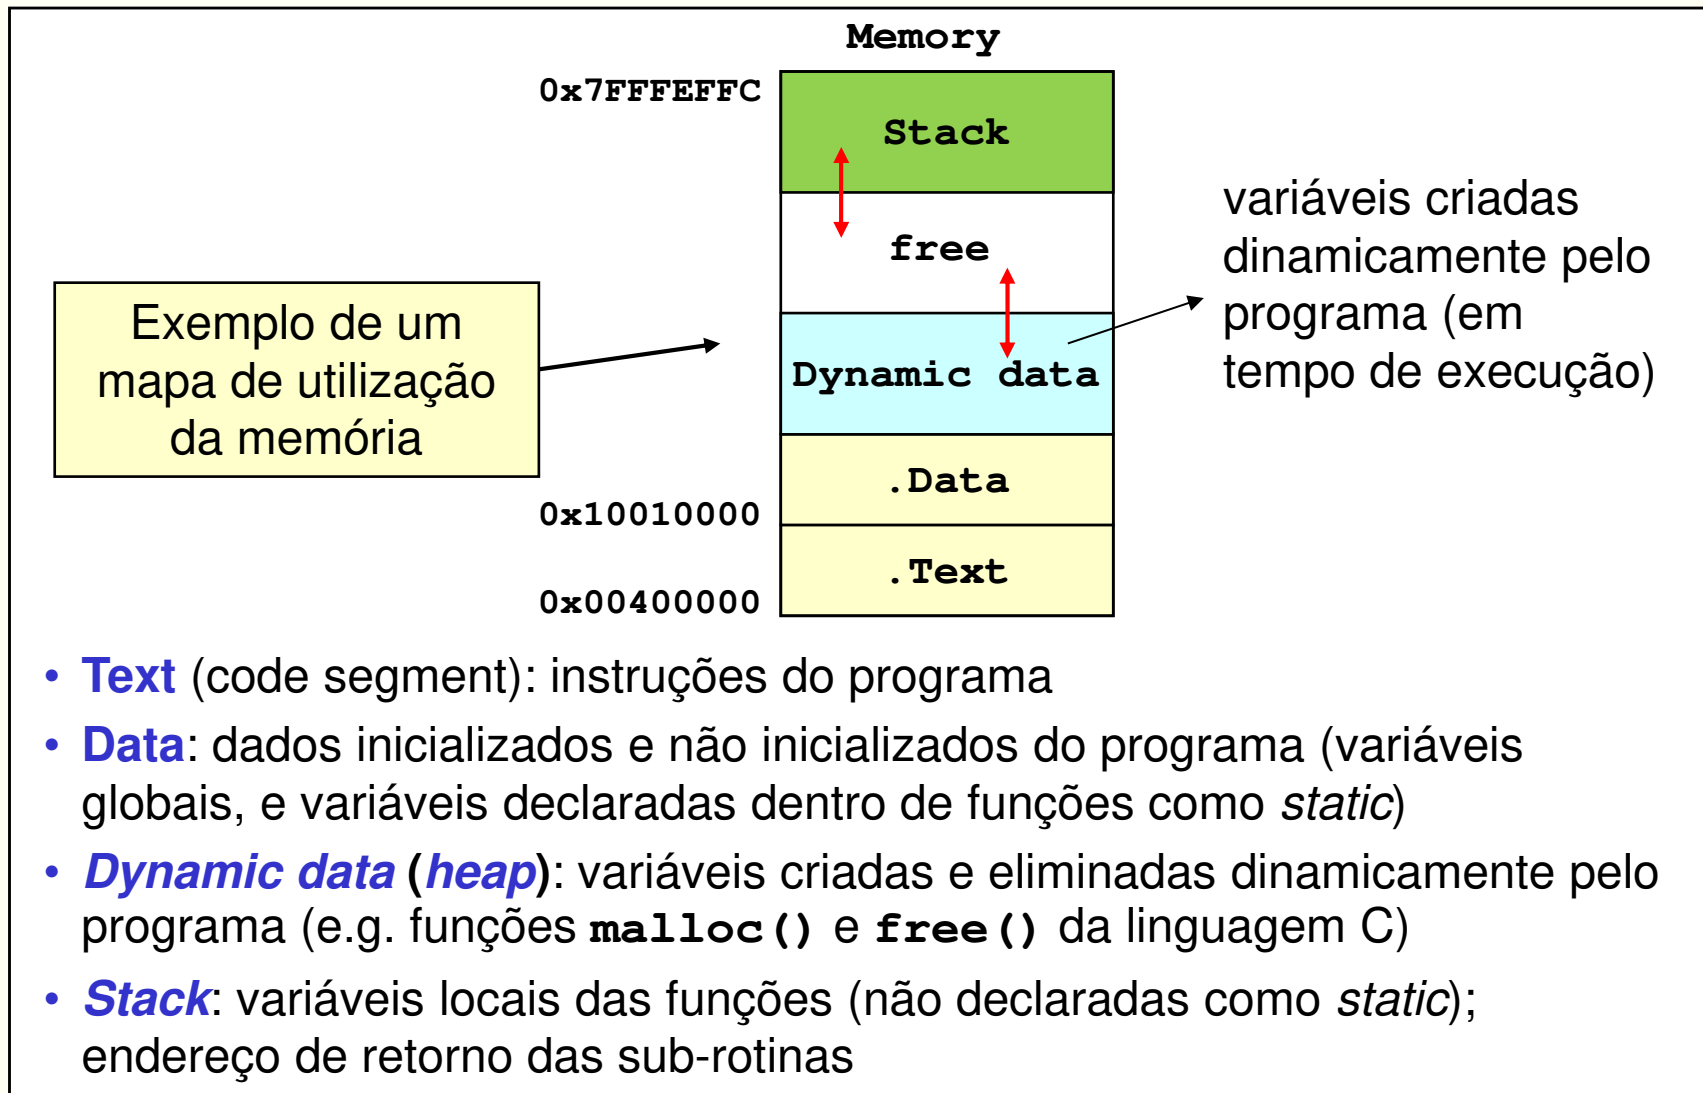 Memory
0x7FFFEFFC
Stack
free
variáveis criadas
dinamicamente pelo
programa (em
tempo de execução)
Exemplo de um
mapa de utilização
da memória
Dynamic data
.Data
0x10010000
.Text
0x00400000
• Text (code segment): instruções do programa
• Data: dados inicializados e não inicializados do programa (variáveis
globais, e variáveis declaradas dentro de funções como static)
• Dynamic data (heap): variáveis criadas e eliminadas dinamicamente pelo
programa (e.g. funções malloc() e free() da linguagem C)
• Stack: variáveis locais das funções (não declaradas como static);
endereço de retorno das sub-rotinas